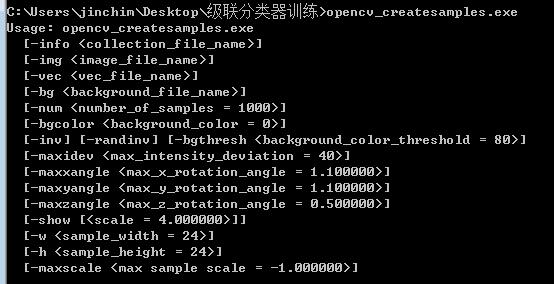 C:\Users\jinchim\Desktop\级联分类器训练>opencv_createsamples.exe
Usage: opencv_createsamples.exe
[-info <collection_file_name>]
[-img <image_file_name>]
[-vec <vec_file_name>]
[-bg <background_file_name>]
[-num <number_of_samples = 1000>]
[-bgcolor <background_color = 0>]
[-inv] [-randinv] [-bgthresh <background_color_threshold = 80>]
[-maxidev <max_intensity_deviation = 40>]
[-maxxangle <max_x_rotation_angle = 1.100000>]
[-maxyangle <max_y_rotation_angle = 1.100000>]
[-maxzangle <max_z_rotation_angle = 0.500000>]
[-show [<scale = 4.000000>]]
[-w <sample_width = 24>]
[-h <sample_height = 24>]
[-maxscale <max sample scale = -1.000000>]